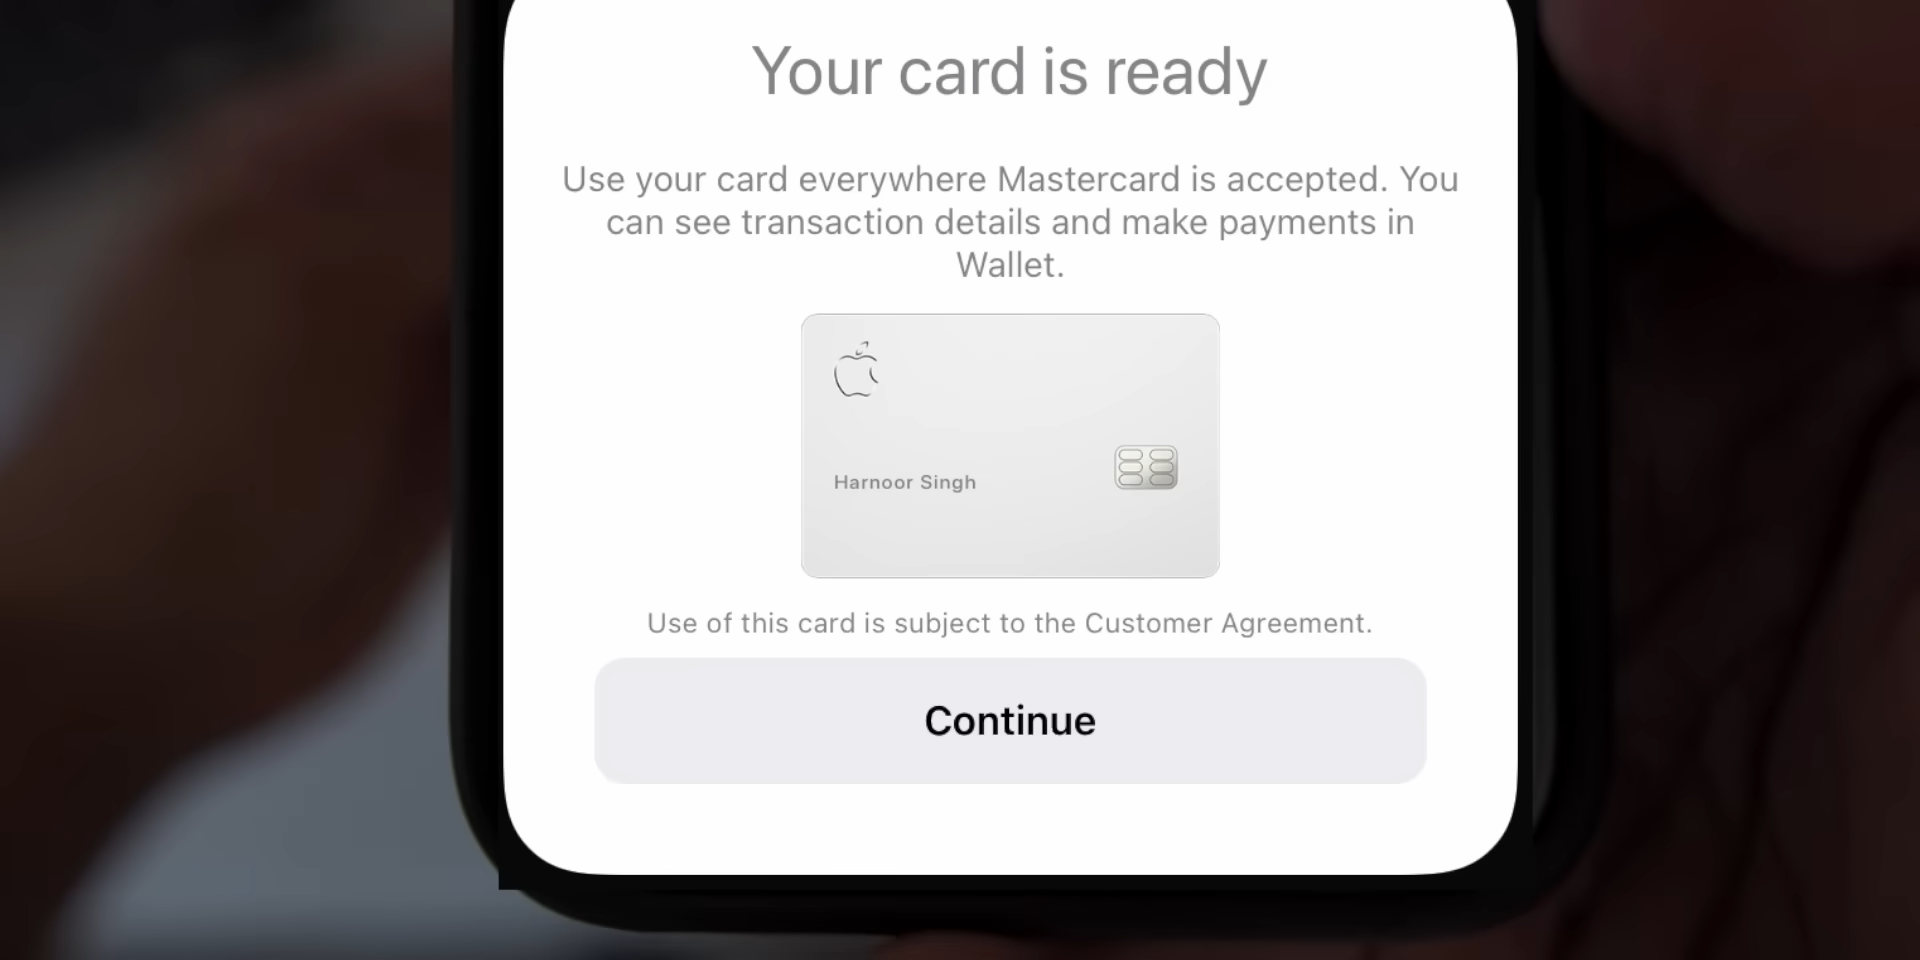 Your card is ready
Use your card everywhere Mastercard is accepted. You
can see transaction details and make payments in
Wallet.
Harnoor Singh
Use of this card is subject to the Customer Agreement.
Continue